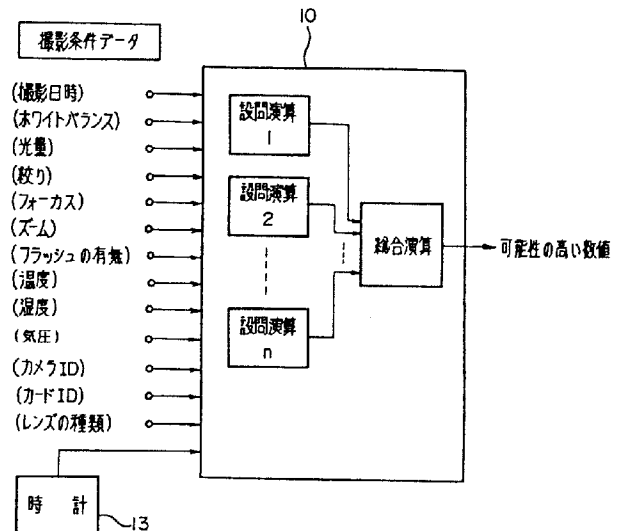 10
撮影条件データ
(撮影日時)
(ホワイトバランス)
(光量)
(絞り)
(フォーカス)
(ズーム)
(フラッシュの有無)
(温度)
(湿度)
(気圧)
(カメラID)
(カードID)
(レンズの種類)
設問演算
1
設問演算
2
設問演算
n
総合演算
可能性の高い数値
時 計
13